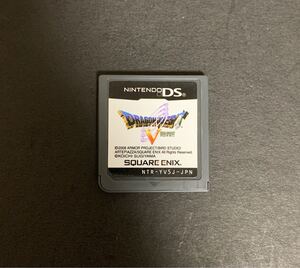 NINTENDO DS
DRAGON QUEST
V
©2008 ARMOR PROJECT/BIRD STUDIO
ARTEPIAZZA/SQUARE ENIX All Rights Reserved.
©KOICHI SUGIYAMA
SQUARE ENIX
NTR-YV5J-JPN